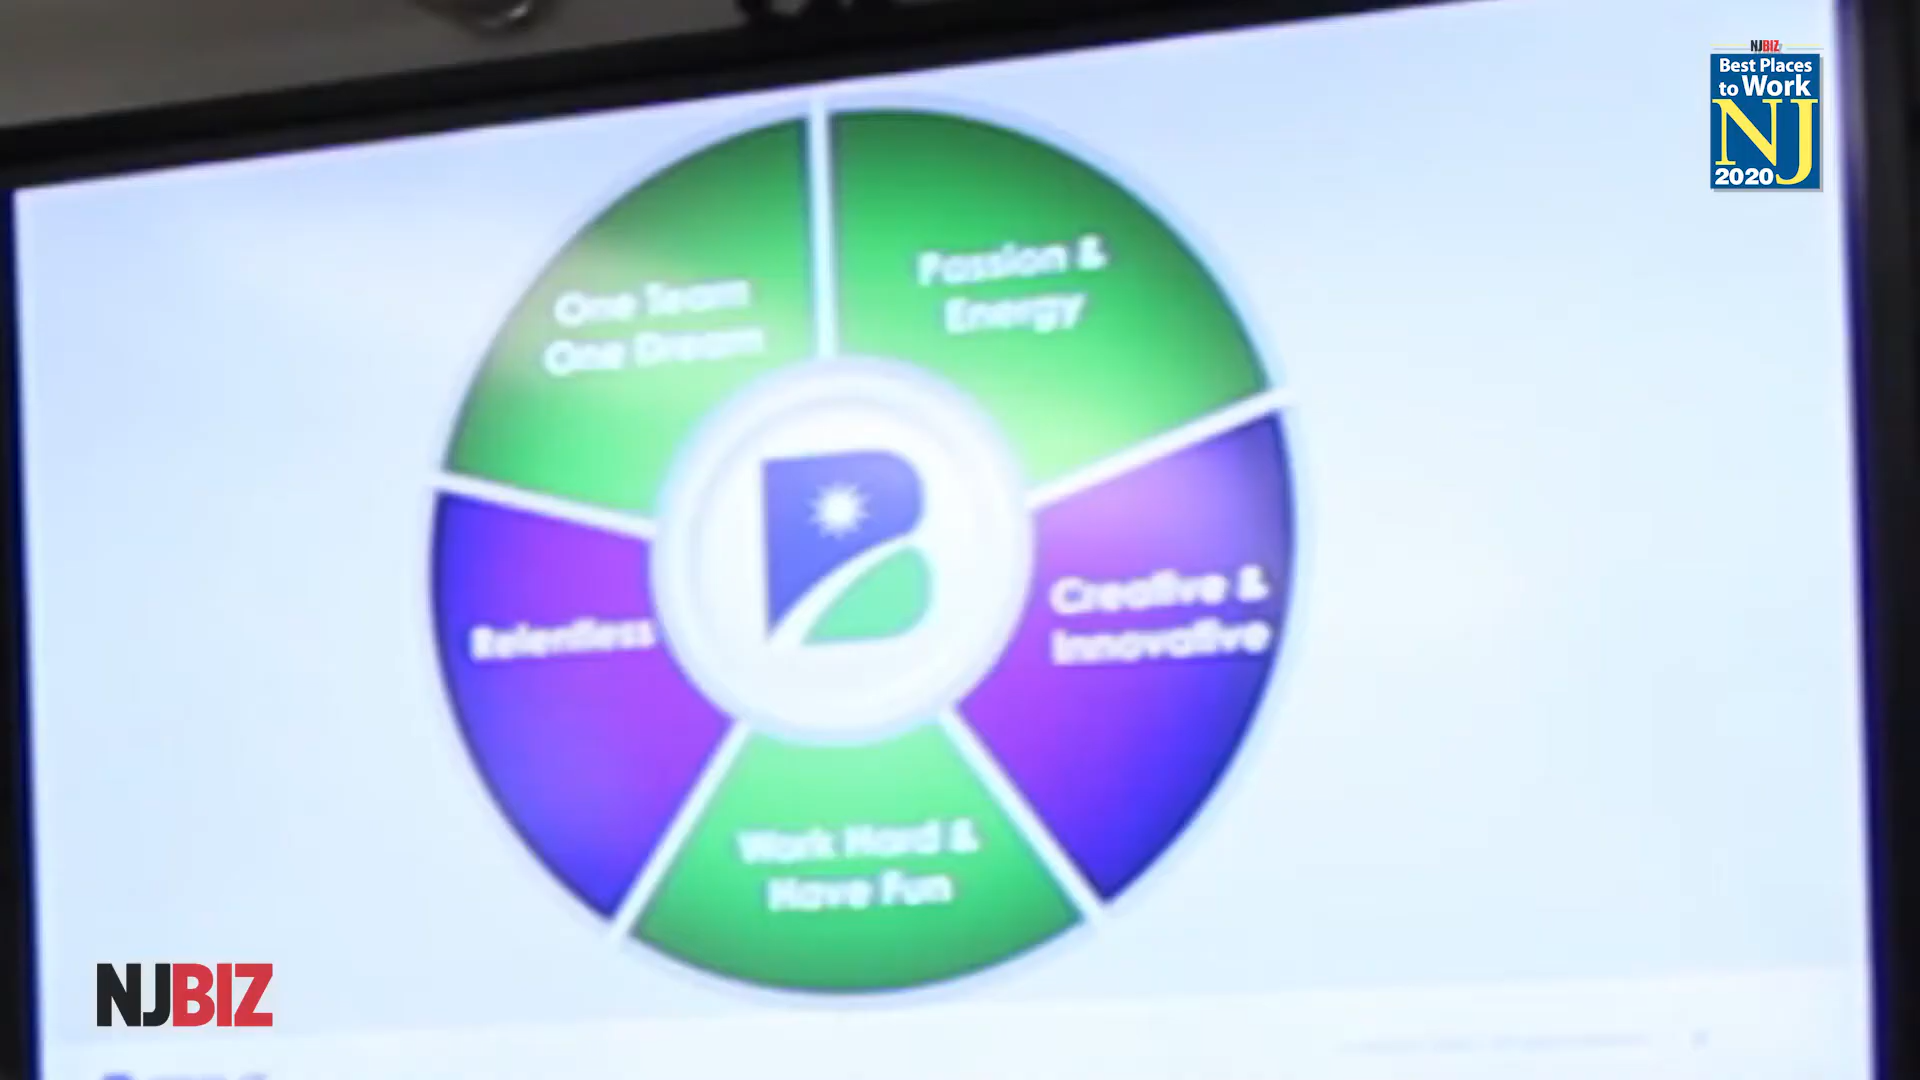 NJBIZ
Best Places
to Work
NJ
2020
Passion &
Energy
One Team
One Dream
Creative &
Innovative
Relentless
Work Hard &
Have Fun
NJBIZ